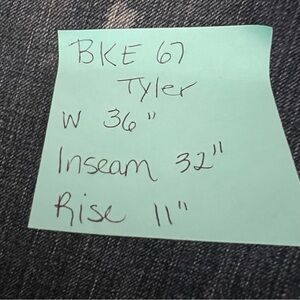 BKE 67
Tyler
W 36"
Inseam 32"
Rise 11"